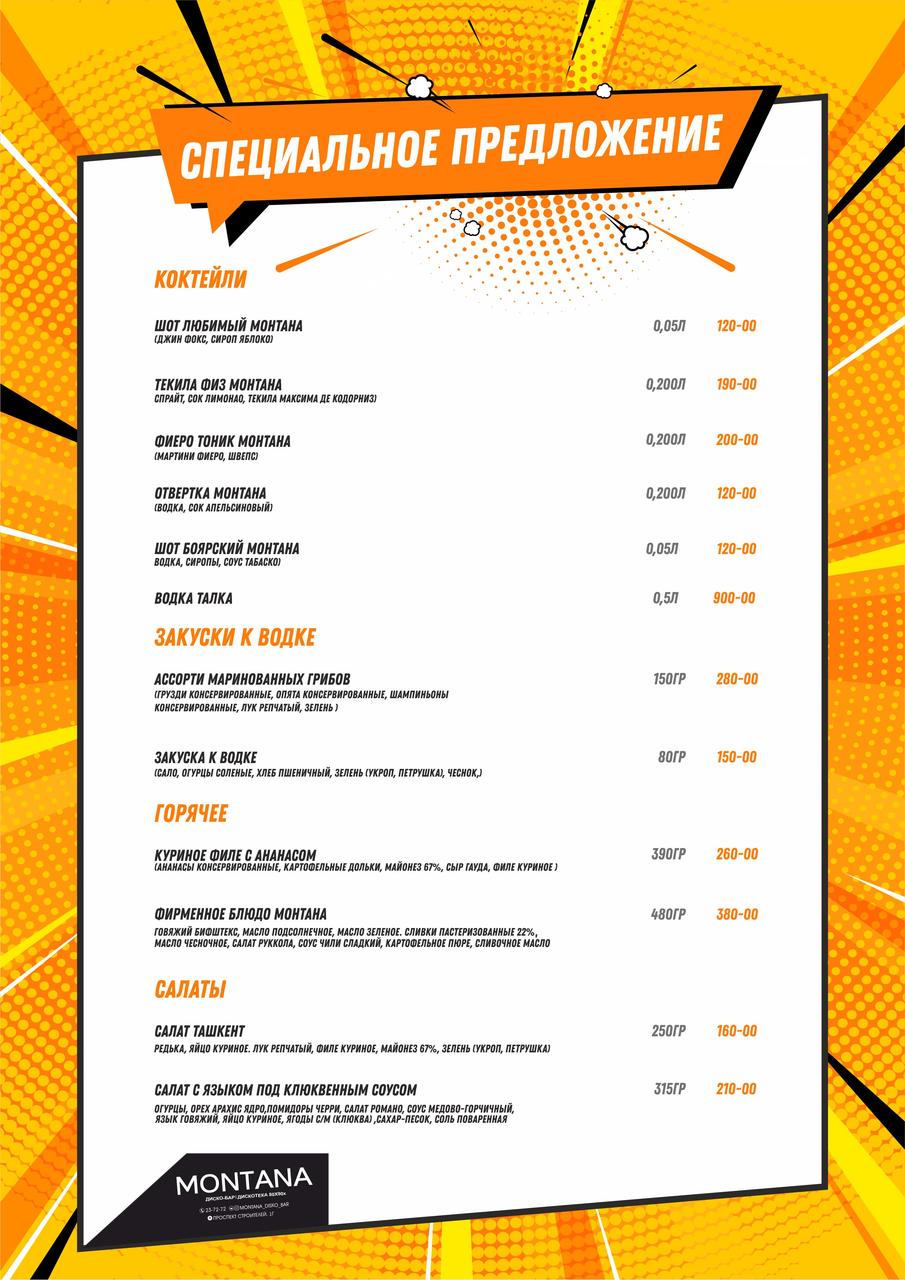 СПЕЦИАЛЬНОЕ ПРЕДЛОЖЕНИЕ
КОКТЕЙЛИ
ШОТ ЛЮБИМЫЙ МОНТАНА 0,05Л 120-00
(ДЖИН ФОКС, СИРОП ЯБЛОКО)
ТЕКИЛА ФИЗ МОНТАНА 0,200Л 190-00
СПРАЙТ, СОК ЛИМОНАО, ТЕКИЛА МАКСИМА ДЕ КОДОРНИЗ)
ФИЕРО ТОНИК МОНТАНА 0,200Л 200-00
(МАРТИНИ ФИЕРО, ШВЕПС)
ОТВЕРТКА МОНТАНА 0,200Л 120-00
(ВОДКА, СОК АПЕЛЬСИНОВЫЙ)
ШОТ БОЯРСКИЙ МОНТАНА 0,05Л 120-00
ВОДКА, СИРОПЫ, СОУС ТАБАСКО)
ВОДКА ТАЛКА 0,5Л 900-00
ЗАКУСКИ К ВОДКЕ
АССОРТИ МАРИНОВАННЫХ ГРИБОВ 150ГР 280-00
(ГРУЗДИ КОНСЕРВИРОВАННЫЕ, ОПЯТА КОНСЕРВИРОВАННЫЕ, ШАМПИНЬОНЫ
КОНСЕРВИРОВАННЫЕ, ЛУК РЕПЧАТЫЙ, ЗЕЛЕНЬ )
ЗАКУСКА К ВОДКЕ 80ГР 150-00
(САЛО, ОГУРЦЫ СОЛЕНЫЕ, ХЛЕБ ПШЕНИЧНЫЙ, ЗЕЛЕНЬ (УКРОП, ПЕТРУШКА), ЧЕСНОК,)
ГОРЯЧЕЕ
КУРИНОЕ ФИЛЕ С АНАНАСОМ 390ГР 260-00
(АНАНАСЫ КОНСЕРВИРОВАННЫЕ, КАРТОФЕЛЬНЫЕ ДОЛЬКИ, МАЙОНЕЗ 67%, СЫР ГАУДА, ФИЛЕ КУРИНОЕ )
ФИРМЕННОЕ БЛЮДО МОНТАНА 480ГР 380-00
ГОВЯЖИЙ БИФШТЕКС, МАСЛО ПОДСОЛНЕЧНОЕ, МАСЛО ЗЕЛЕНОЕ. СЛИВКИ ПАСТЕРИЗОВАННЫЕ 22%,
МАСЛО ЧЕСНОЧНОЕ, САЛАТ РУККОЛА, СОУС ЧИЛИ СЛАДКИЙ, КАРТОФЕЛЬНОЕ ПЮРЕ, СЛИВОЧНОЕ МАСЛО
САЛАТЫ
САЛАТ ТАШКЕНТ 250ГР 160-00
РЕДЬКА, ЯЙЦО КУРИНОЕ. ЛУК РЕПЧАТЫЙ, ФИЛЕ КУРИНОЕ, МАЙОНЕЗ 67%, ЗЕЛЕНЬ (УКРОП, ПЕТРУШКА)
САЛАТ С ЯЗЫКОМ ПОД КЛЮКВЕННЫМ СОУСОМ 315ГР 210-00
ОГУРЦЫ, ОРЕХ АРАХИС ЯДРО,ПОМИДОРЫ ЧЕРРИ, САЛАТ РОМАНО, СОУС МЕДОВО-ГОРЧИЧНЫЙ,
ЯЗЫК ГОВЯЖИЙ, ЯЙЦО КУРИНОЕ, ЯГОДЫ С/М (КЛЮКВА) ,САХАР-ПЕСОК, СОЛЬ ПОВАРЕННАЯ
MONTANA
ДИСКО-БАР|ДИСКОТЕКА 80Х90х
23-72-72 MONTANA_DISKO_BAR
ПРОСПЕКТ СТРОИТЕЛЕЙ, 1Г